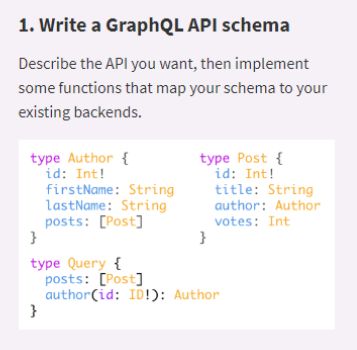 1. Write a GraphQL API schema
Describe the API you want, then implement
some functions that map your schema to your
existing backends.
type Author {
  id: Int!
  firstName: String
  lastName: String
  posts: [Post]
}
type Post {
  id: Int!
  title: String
  author: Author
  votes: Int
}
type Query {
  posts: [Post]
  author(id: ID!): Author
}